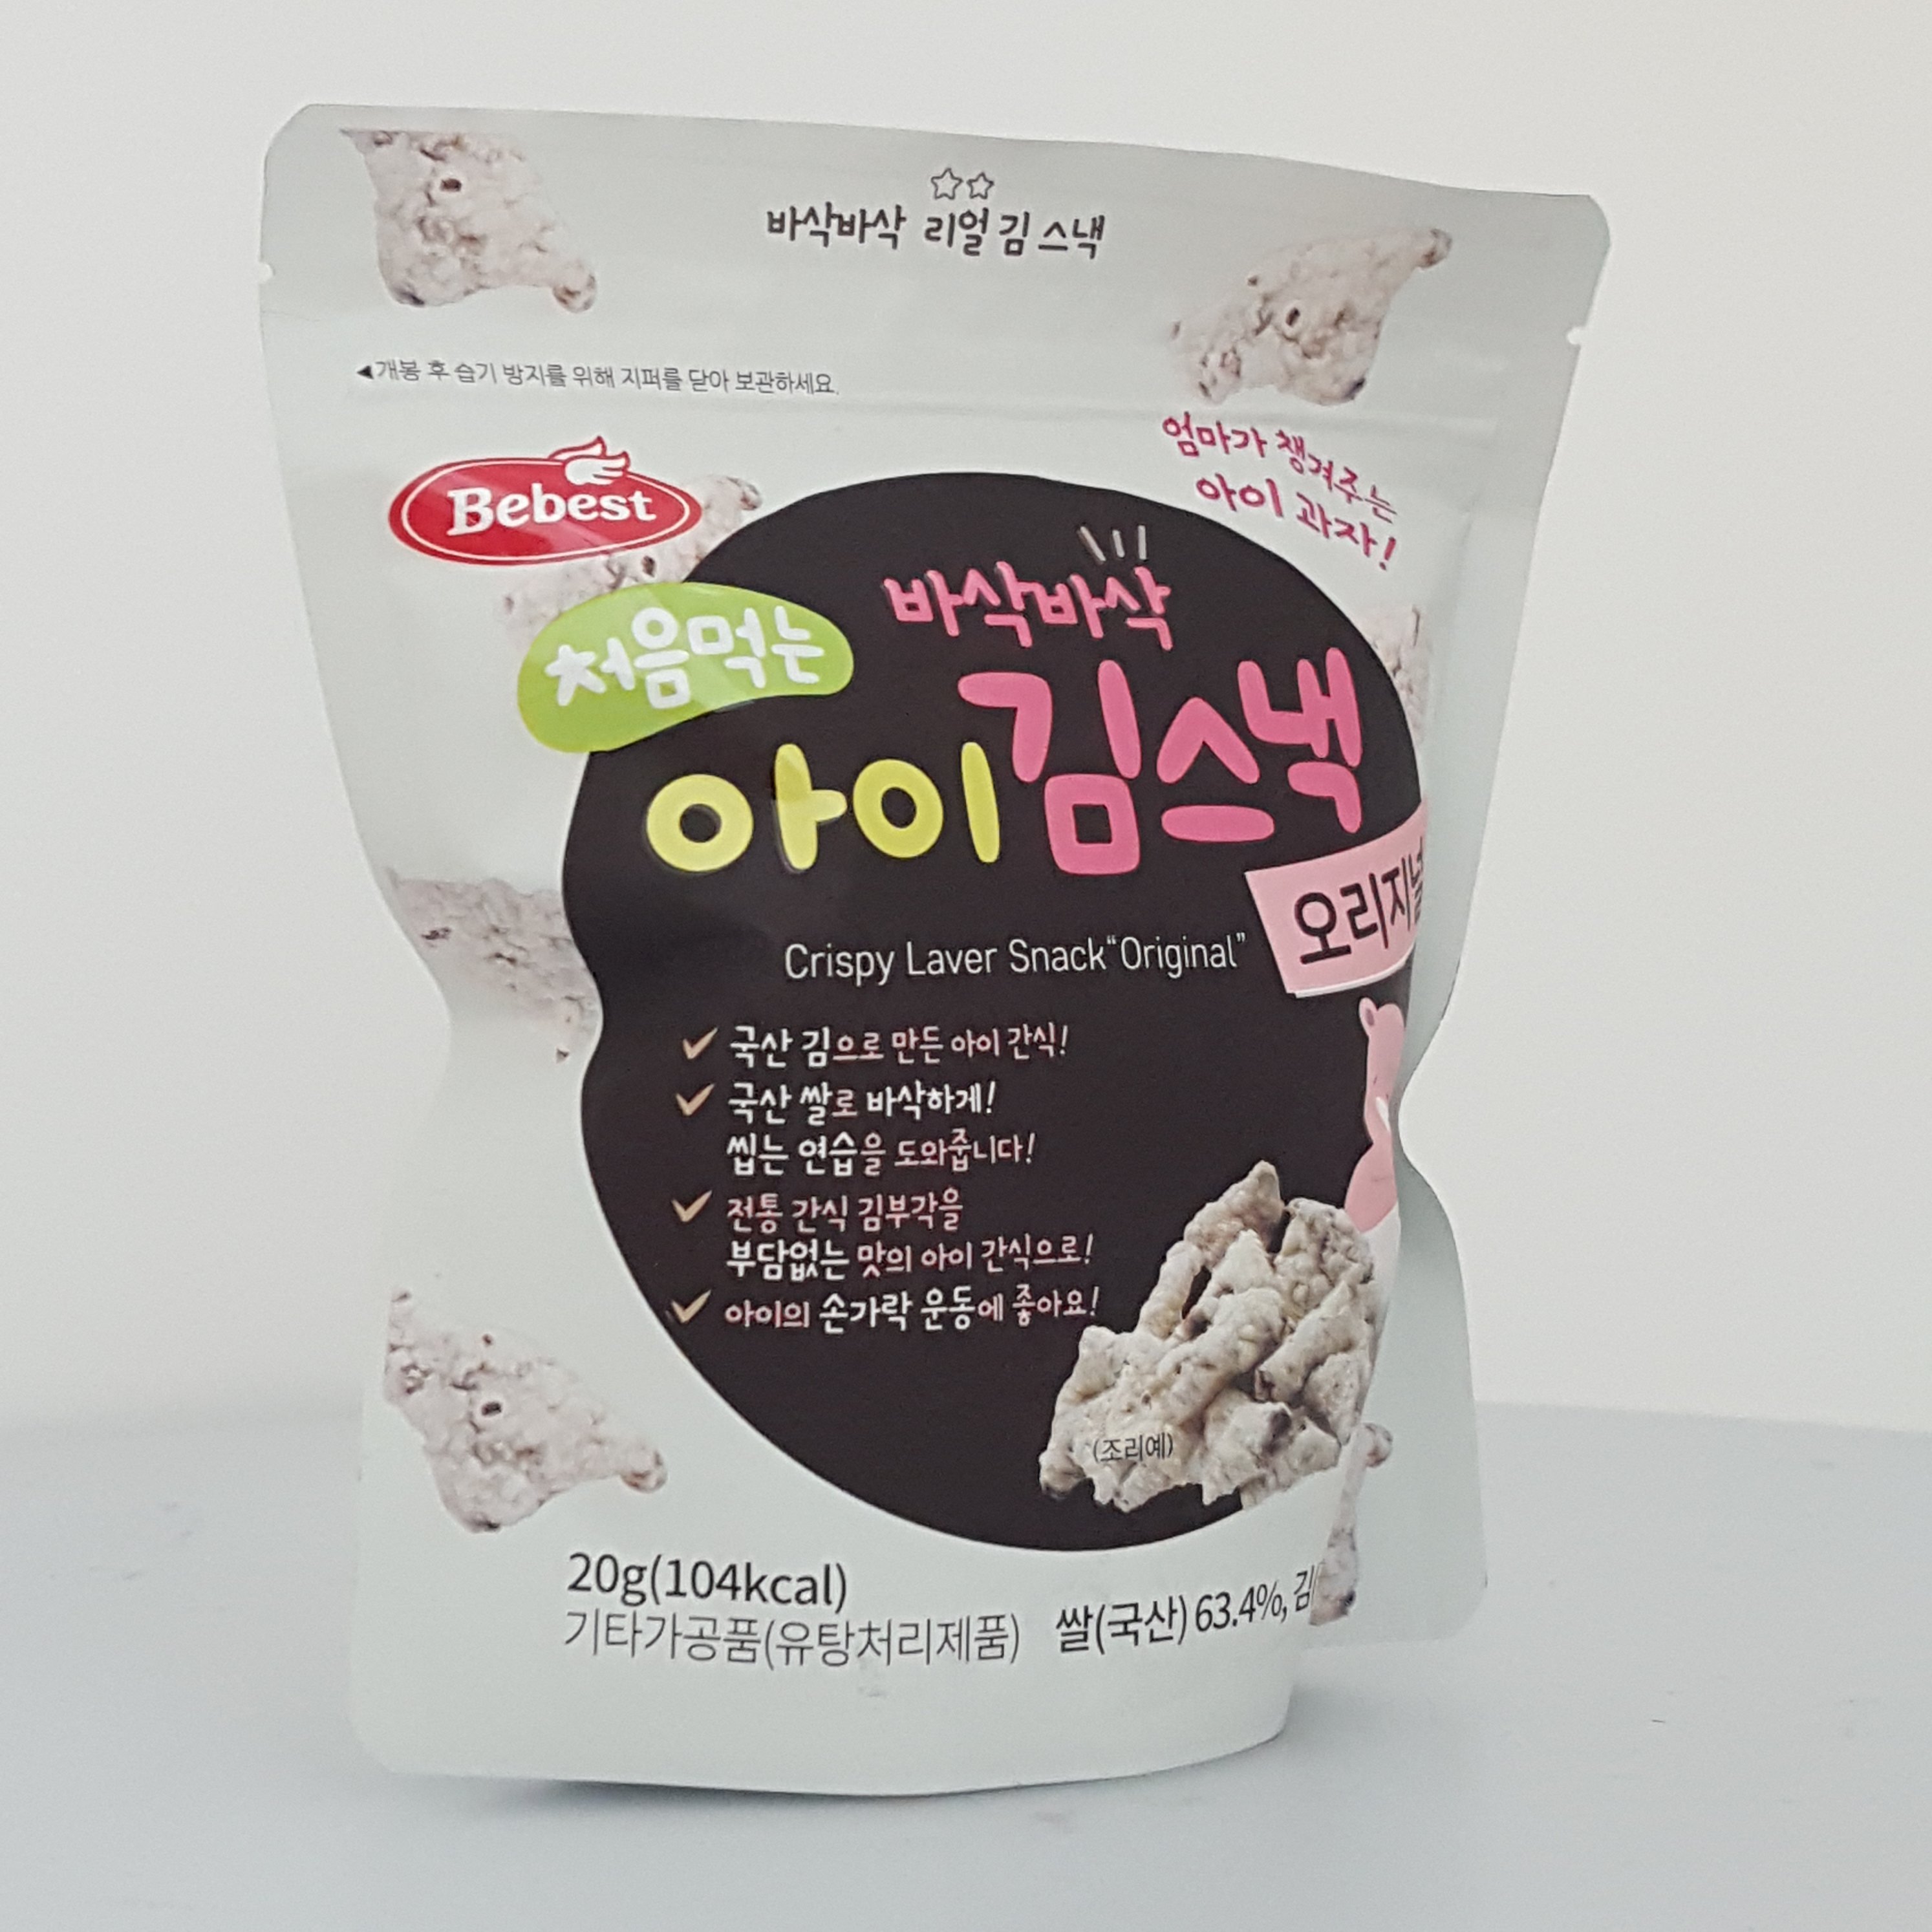 바삭바삭 리얼 김 스낵
◀개봉 후 습기 방지를 위해 지퍼를 닫아 보관하세요.
엄마가 챙겨주는
아이 과자!
Bebest
처음먹는
바삭바삭
아이김스낵
오리지널
Crispy Laver Snack“Original”
✓ 국산 김으로 만든 아이 간식!
✓ 국산 쌀로 바삭하게!
씹는 연습을 도와줍니다!
✓ 전통 간식 김부각을
부담없는 맛의 아이 간식으로!
✓ 아이의 손가락 운동에 좋아요!
(조리예)
20g(104kcal)
기타가공품(유탕처리제품) 쌀(국산) 63.4%, 김